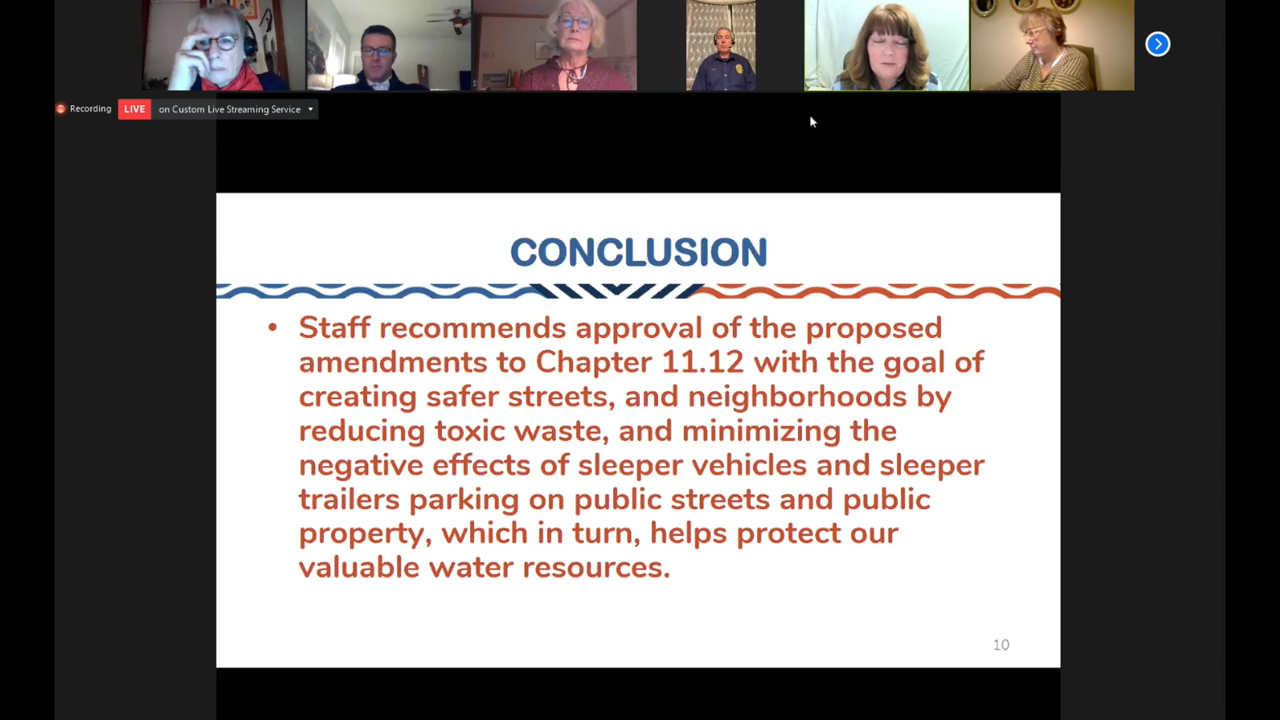 Recording
LIVE
on Custom Live Streaming Service
CONCLUSION
• Staff recommends approval of the proposed
amendments to Chapter 11.12 with the goal of
creating safer streets, and neighborhoods by
reducing toxic waste, and minimizing the
negative effects of sleeper vehicles and sleeper
trailers parking on public streets and public
property, which in turn, helps protect our
valuable water resources.
10